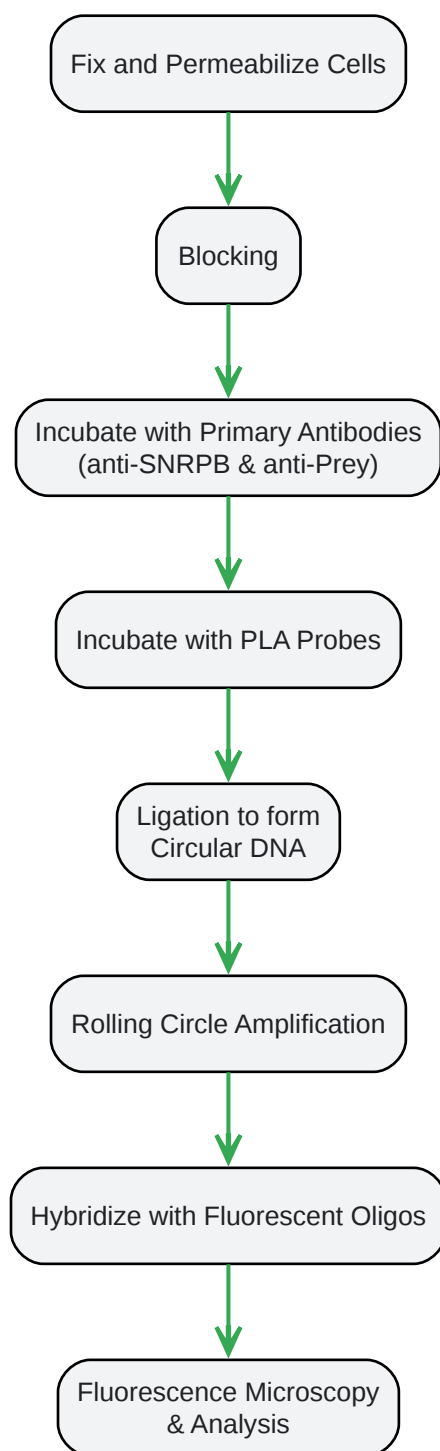 Fix and Permeabilize Cells
Blocking
Incubate with Primary Antibodies
(anti-SNRPB & anti-Prey)
Incubate with PLA Probes
Ligation to form
Circular DNA
Rolling Circle Amplification
Hybridize with Fluorescent Oligos
Fluorescence Microscopy
& Analysis